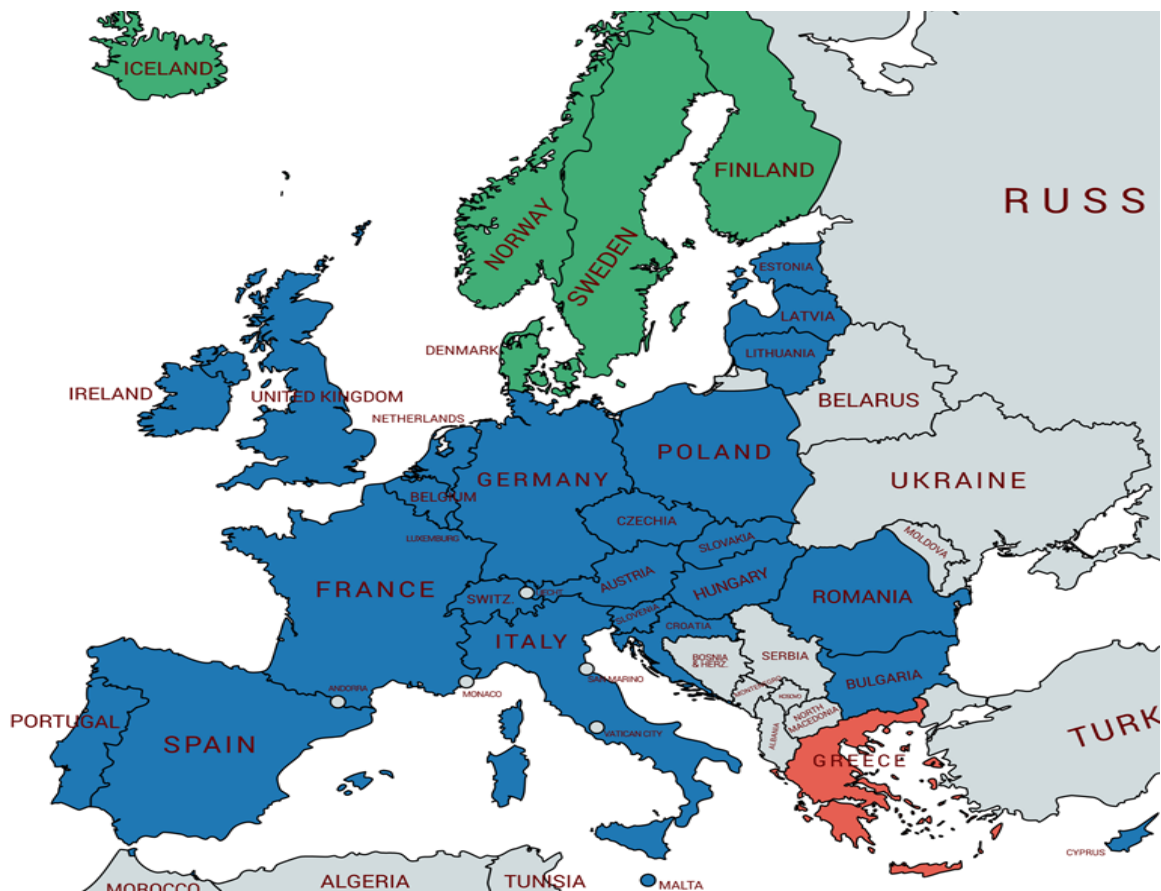 ICELAND
FINLAND
RUSS
NORWAY
SWEDEN
ESTONIA
LATVIA
DENMARK
LITHUANIA
IRELAND
UNITED KINGDOM
BELARUS
NETHERLANDS
POLAND
GERMANY
UKRAINE
BELGIUM
CZECHIA
LUXEMBURG
SLOVAKIA
MOLDOVA
AUSTRIA
HUNGARY
FRANCE
SWITZ.
LIECHT.
ROMANIA
SLOVENIA
CROATIA
ITALY
BOSNIA
& HERZ.
SERBIA
SAN MARINO
BULGARIA
ANDORRA
MONACO
MONTENEGRO
KOSOVO
PORTUGAL
SPAIN
VATICAN CITY
NORTH
MACEDONIA
ALBANIA
TURK
GREECE
CYPRUS
MOROCCO
ALGERIA
TUNISIA
MALTA